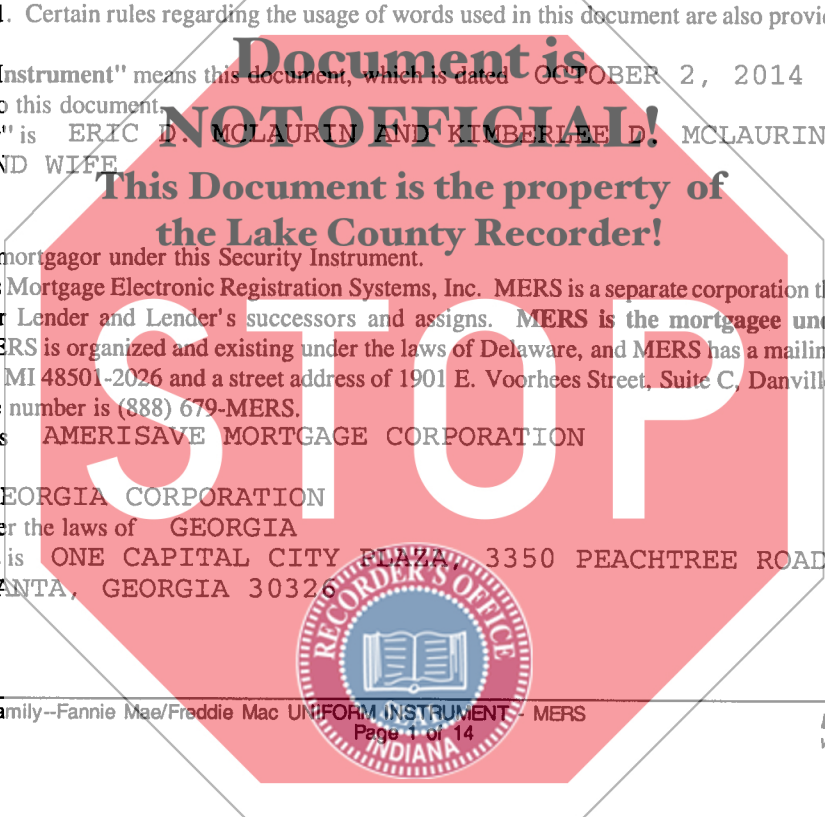 . Certain rules regarding the usage of words used in this document are also provi
Document is
Instrument" means this document, which is dated OCTOBER 2, 2014
o this document.
NOT OFFICIAL!
" is ERIC D. MCLAURIN AND KIMBERLEE D. MCLAURIN
ND WIFE
This Document is the property of
the Lake County Recorder!
mortgagor under this Security Instrument.
Mortgage Electronic Registration Systems, Inc. MERS is a separate corporation t
r Lender and Lender's successors and assigns. MERS is the mortgagee und
ERS is organized and existing under the laws of Delaware, and MERS has a mailin
MI 48501-2026 and a street address of 1901 E. Voorhees Street, Suite C, Danvill
number is (888) 679-MERS.
STOP
s AMERISAVE MORTGAGE CORPORATION
EORGIA CORPORATION
er the laws of GEORGIA
is ONE CAPITAL CITY PLAZA, 3350 PEACHTREE ROAD
ANTA, GEORGIA 30326
RECORDER'S OFFICE
amily--Fannie Mae/Freddie Mac UNIFORM INSTRUMENT - MERS
Page 1 of 14
INDIANA